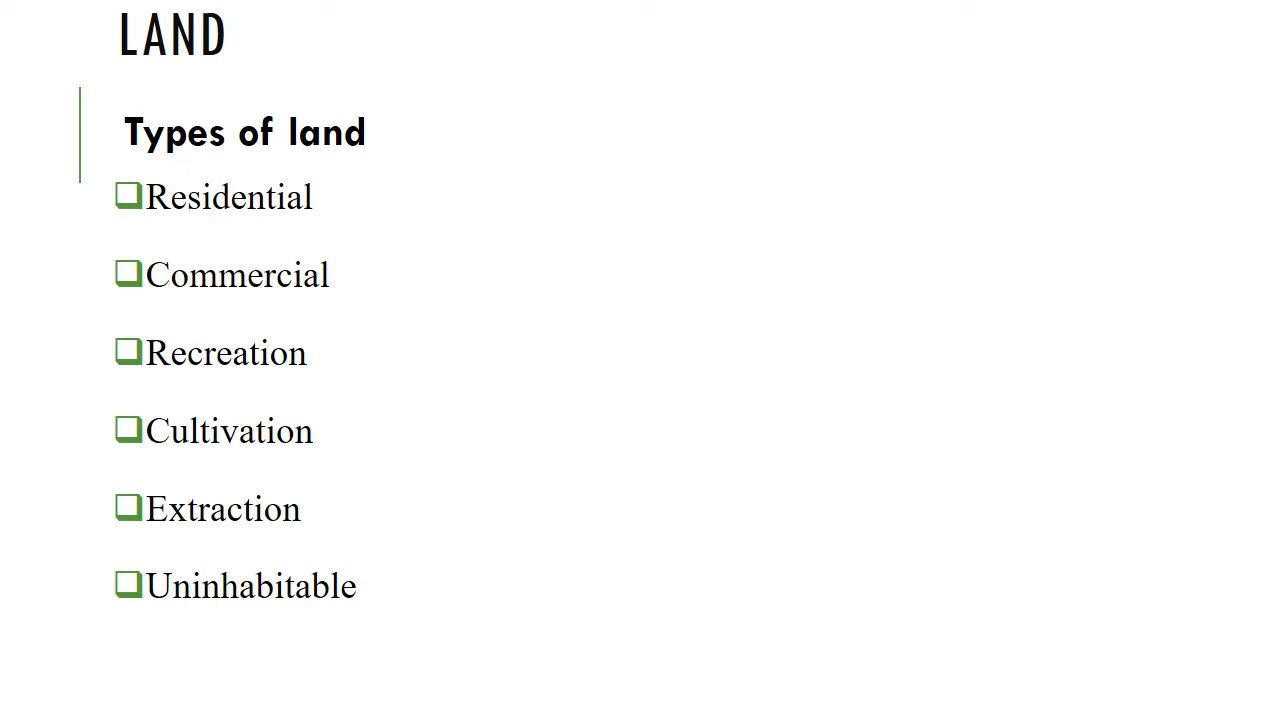 LAND
Types of land
Residential
Commercial
Recreation
Cultivation
Extraction
Uninhabitable